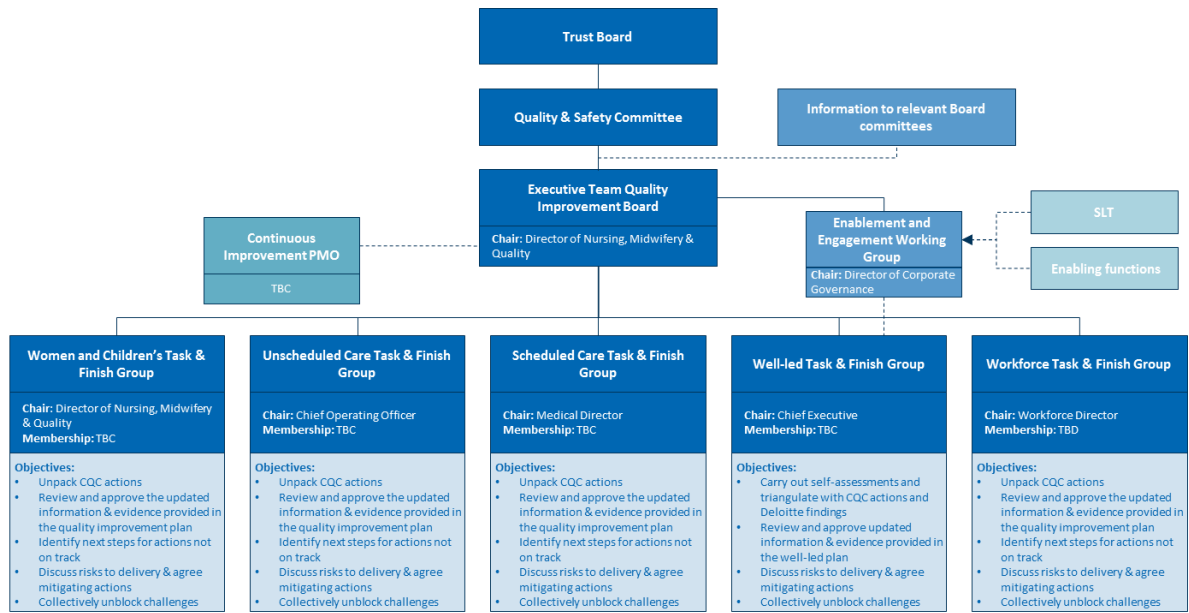 Trust Board
Quality & Safety Committee
Information to relevant Board
committees
Executive Team Quality
Improvement Board
Chair: Director of Nursing, Midwifery &
Quality
Continuous
Improvement PMO
TBC
Enablement and
Engagement Working
Group
Chair: Director of Corporate
Governance
SLT
Enabling functions
Women and Children's Task &
Finish Group
Chair: Director of Nursing, Midwifery
& Quality
Membership: TBC
Objectives:
• Unpack CQC actions
• Review and approve the updated
information & evidence provided in
the quality improvement plan
• Identify next steps for actions not
on track
• Discuss risks to delivery & agree
mitigating actions
• Collectively unblock challenges
Unscheduled Care Task & Finish
Group
Chair: Chief Operating Officer
Membership: TBC
Objectives:
• Unpack CQC actions
• Review and approve the updated
information & evidence provided in
the quality improvement plan
• Identify next steps for actions not
on track
• Discuss risks to delivery & agree
mitigating actions
• Collectively unblock challenges
Scheduled Care Task & Finish
Group
Chair: Medical Director
Membership: TBC
Objectives:
• Unpack CQC actions
• Review and approve the updated
information & evidence provided in
the quality improvement plan
• Identify next steps for actions not
on track
• Discuss risks to delivery & agree
mitigating actions
• Collectively unblock challenges
Well-led Task & Finish Group
Chair: Chief Executive
Membership: TBC
Objectives:
• Carry out self-assessments and
triangulate with CQC actions and
Deloitte findings
• Review and approve updated
information & evidence provided in
the well-led plan
• Discuss risks to delivery & agree
mitigating actions
• Collectively unblock challenges
Workforce Task & Finish Group
Chair: Workforce Director
Membership: TBD
Objectives:
• Unpack CQC actions
• Review and approve the updated
information & evidence provided in
the quality improvement plan
• Identify next steps for actions not
on track
• Discuss risks to delivery & agree
mitigating actions
• Collectively unblock challenges